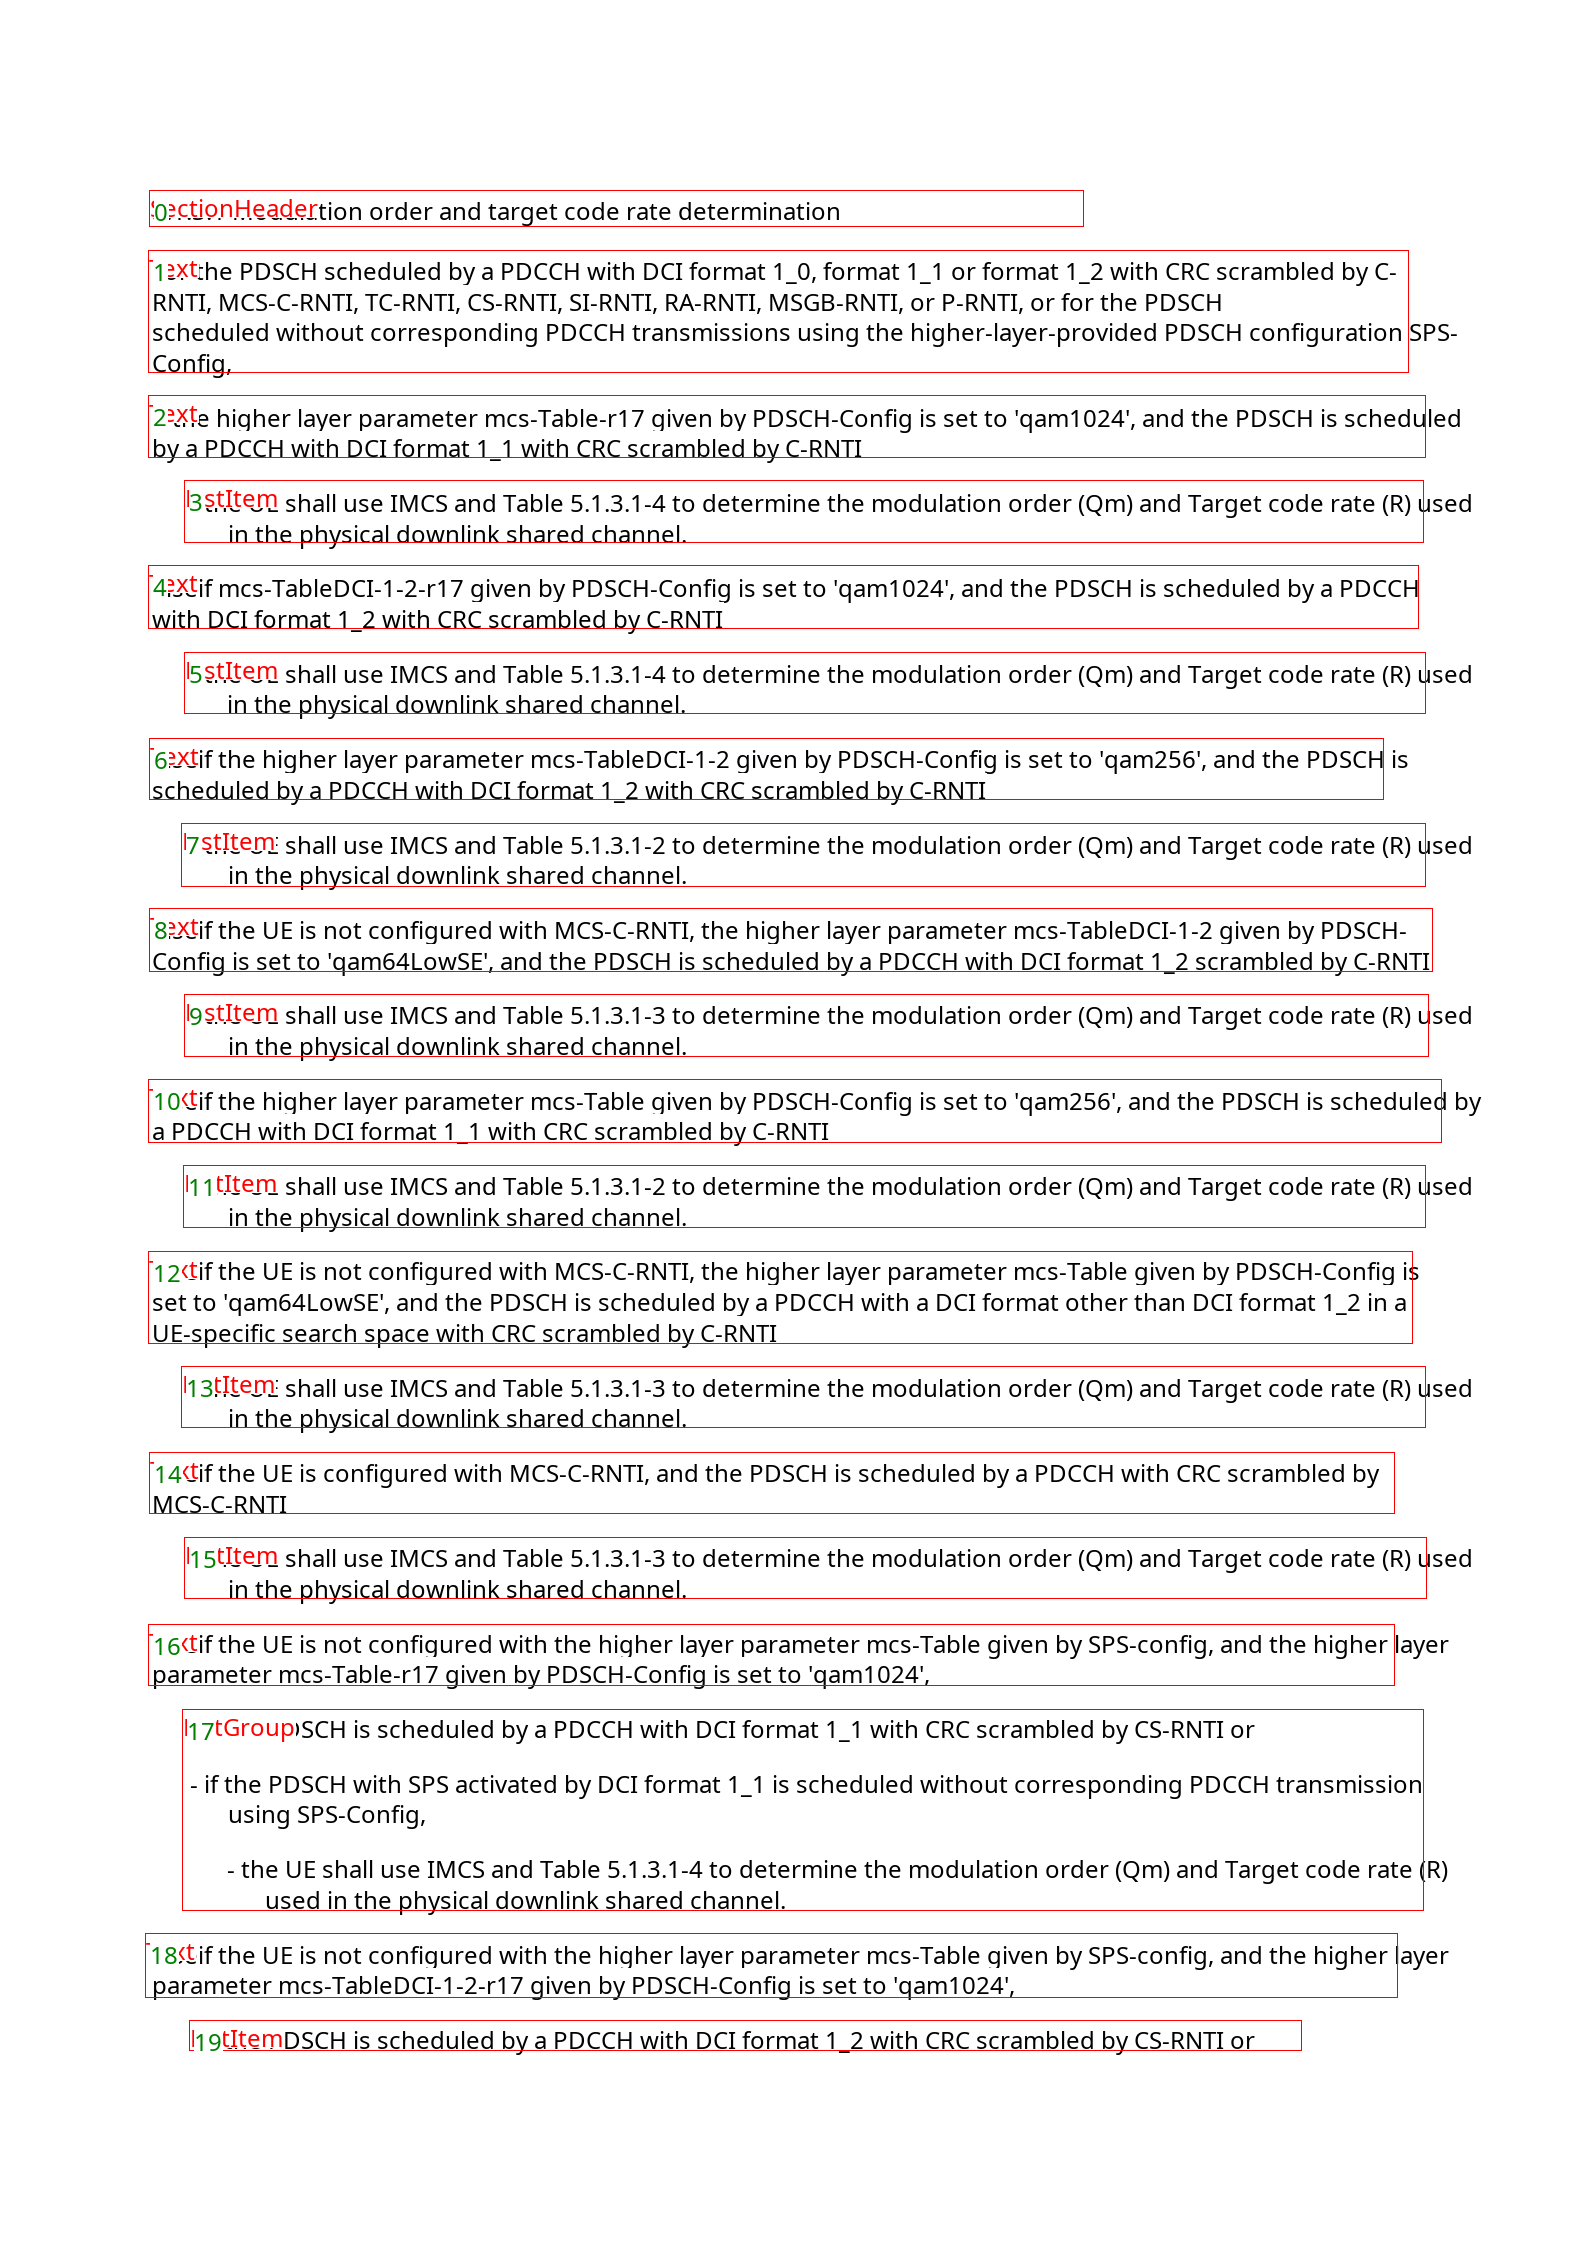 0 SectionHeader tion order and target code rate determination
1 ext the PDSCH scheduled by a PDCCH with DCI format 1_0, format 1_1 or format 1_2 with CRC scrambled by C-
RNTI, MCS-C-RNTI, TC-RNTI, CS-RNTI, SI-RNTI, RA-RNTI, MSGB-RNTI, or P-RNTI, or for the PDSCH
scheduled without corresponding PDCCH transmissions using the higher-layer-provided PDSCH configuration SPS-
Config,
2 ext the higher layer parameter mcs-Table-r17 given by PDSCH-Config is set to 'qam1024', and the PDSCH is scheduled
by a PDCCH with DCI format 1_1 with CRC scrambled by C-RNTI
3 stItem shall use IMCS and Table 5.1.3.1-4 to determine the modulation order (Qm) and Target code rate (R) used
in the physical downlink shared channel.
4 ext if mcs-TableDCI-1-2-r17 given by PDSCH-Config is set to 'qam1024', and the PDSCH is scheduled by a PDCCH
with DCI format 1_2 with CRC scrambled by C-RNTI
5 stItem shall use IMCS and Table 5.1.3.1-4 to determine the modulation order (Qm) and Target code rate (R) used
in the physical downlink shared channel.
6 ext if the higher layer parameter mcs-TableDCI-1-2 given by PDSCH-Config is set to 'qam256', and the PDSCH is
scheduled by a PDCCH with DCI format 1_2 with CRC scrambled by C-RNTI
7 stItem shall use IMCS and Table 5.1.3.1-2 to determine the modulation order (Qm) and Target code rate (R) used
in the physical downlink shared channel.
8 ext if the UE is not configured with MCS-C-RNTI, the higher layer parameter mcs-TableDCI-1-2 given by PDSCH-
Config is set to 'qam64LowSE', and the PDSCH is scheduled by a PDCCH with DCI format 1_2 scrambled by C-RNTI
9 stItem shall use IMCS and Table 5.1.3.1-3 to determine the modulation order (Qm) and Target code rate (R) used
in the physical downlink shared channel.
10 xt if the higher layer parameter mcs-Table given by PDSCH-Config is set to 'qam256', and the PDSCH is scheduled by
a PDCCH with DCI format 1_1 with CRC scrambled by C-RNTI
11 tItem shall use IMCS and Table 5.1.3.1-2 to determine the modulation order (Qm) and Target code rate (R) used
in the physical downlink shared channel.
12 xt if the UE is not configured with MCS-C-RNTI, the higher layer parameter mcs-Table given by PDSCH-Config is
set to 'qam64LowSE', and the PDSCH is scheduled by a PDCCH with a DCI format other than DCI format 1_2 in a
UE-specific search space with CRC scrambled by C-RNTI
13 tItem shall use IMCS and Table 5.1.3.1-3 to determine the modulation order (Qm) and Target code rate (R) used
in the physical downlink shared channel.
14 xt if the UE is configured with MCS-C-RNTI, and the PDSCH is scheduled by a PDCCH with CRC scrambled by
MCS-C-RNTI
15 tItem shall use IMCS and Table 5.1.3.1-3 to determine the modulation order (Qm) and Target code rate (R) used
in the physical downlink shared channel.
16 xt if the UE is not configured with the higher layer parameter mcs-Table given by SPS-config, and the higher layer
parameter mcs-Table-r17 given by PDSCH-Config is set to 'qam1024',
17 tGroup DSCH is scheduled by a PDCCH with DCI format 1_1 with CRC scrambled by CS-RNTI or
- if the PDSCH with SPS activated by DCI format 1_1 is scheduled without corresponding PDCCH transmission
using SPS-Config,
- the UE shall use IMCS and Table 5.1.3.1-4 to determine the modulation order (Qm) and Target code rate (R)
used in the physical downlink shared channel.
18 xt if the UE is not configured with the higher layer parameter mcs-Table given by SPS-config, and the higher layer
parameter mcs-TableDCI-1-2-r17 given by PDSCH-Config is set to 'qam1024',
19 tItem DSCH is scheduled by a PDCCH with DCI format 1_2 with CRC scrambled by CS-RNTI or